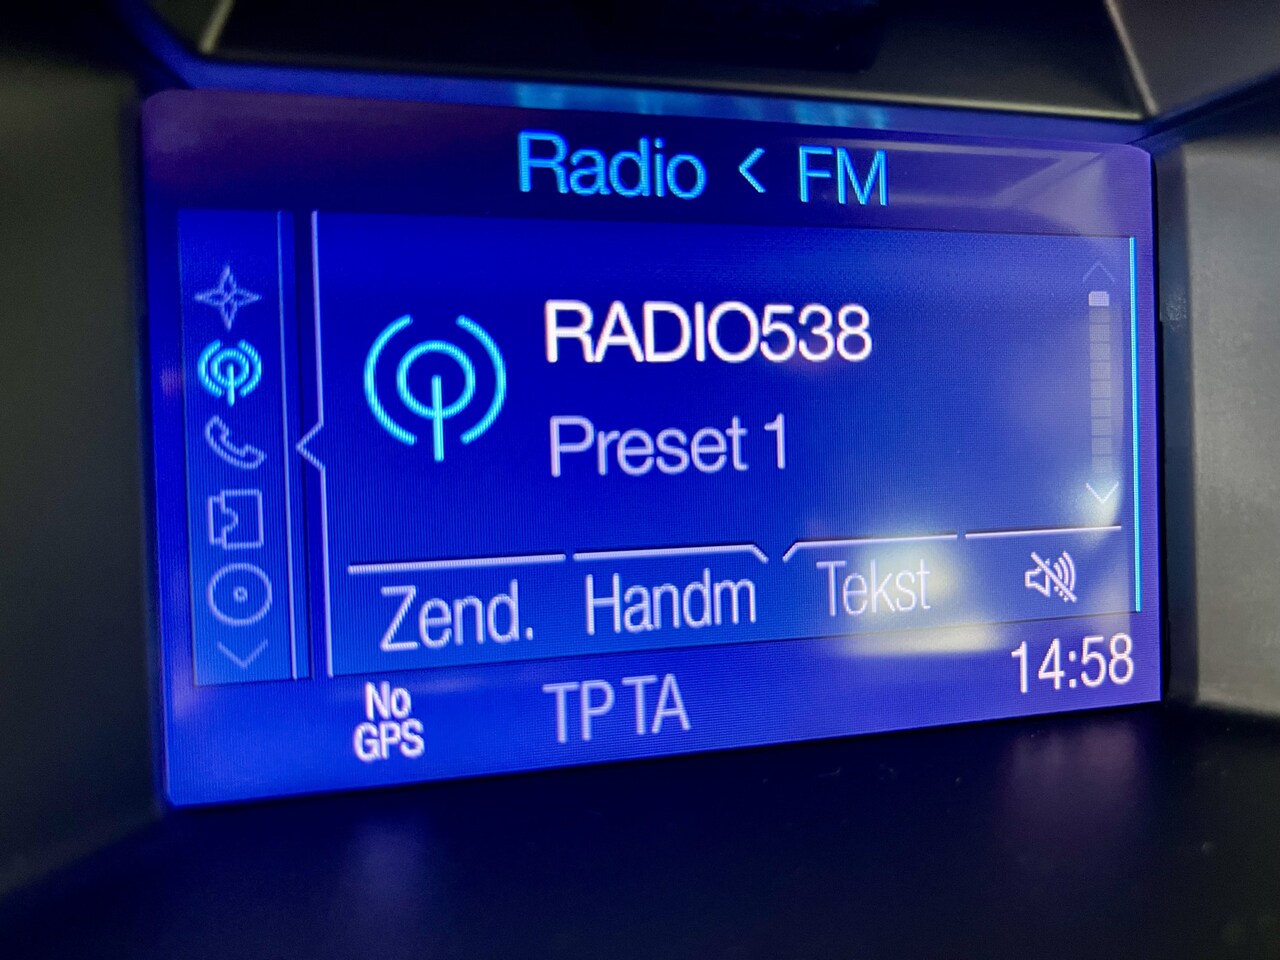 Radio < FM
RADIO538
Preset 1
Zend. Handm Tekst
No
GPS
TP TA
14:58